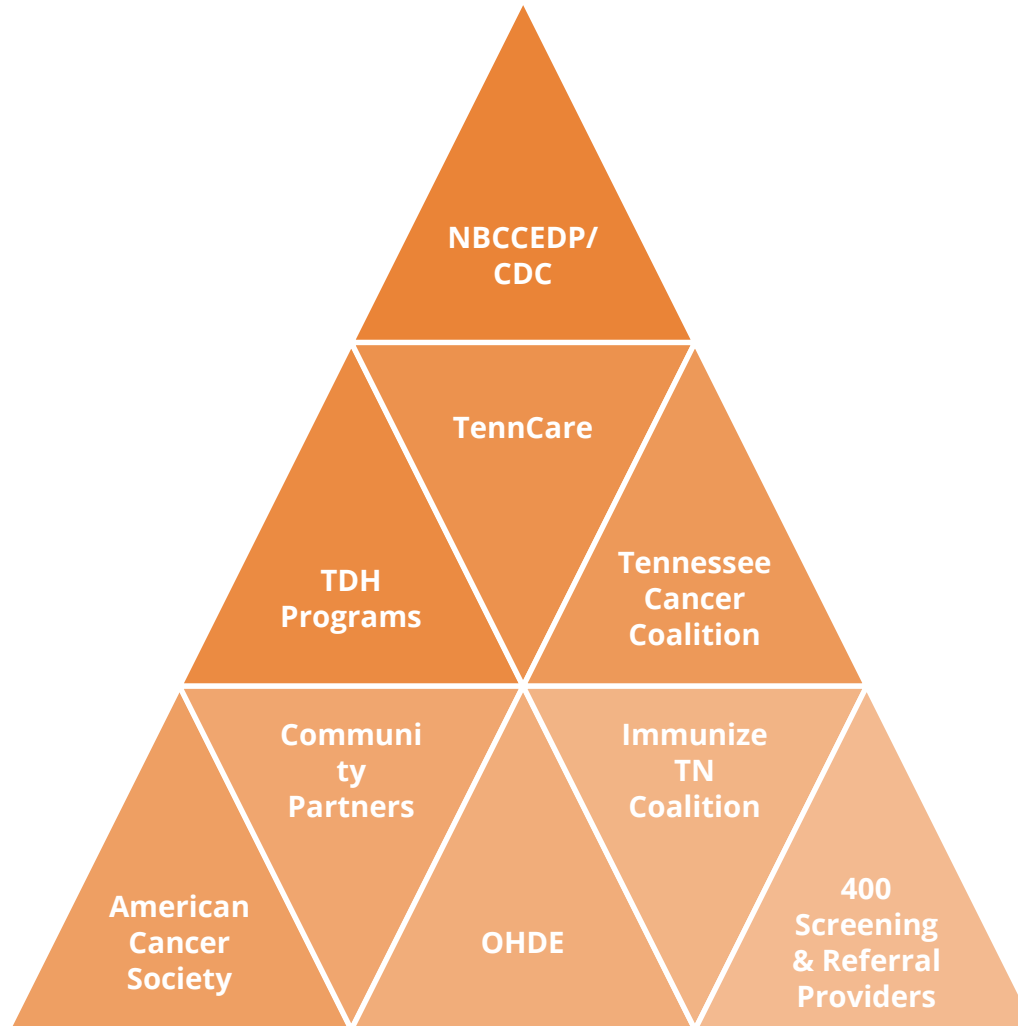 NBCCEDP/
CDC
TennCare
TDH
Programs
Tennessee
Cancer
Coalition
Communi
ty
Partners
Immunize
TN
Coalition
American
Cancer
Society
OHDE
400
Screening
& Referral
Providers